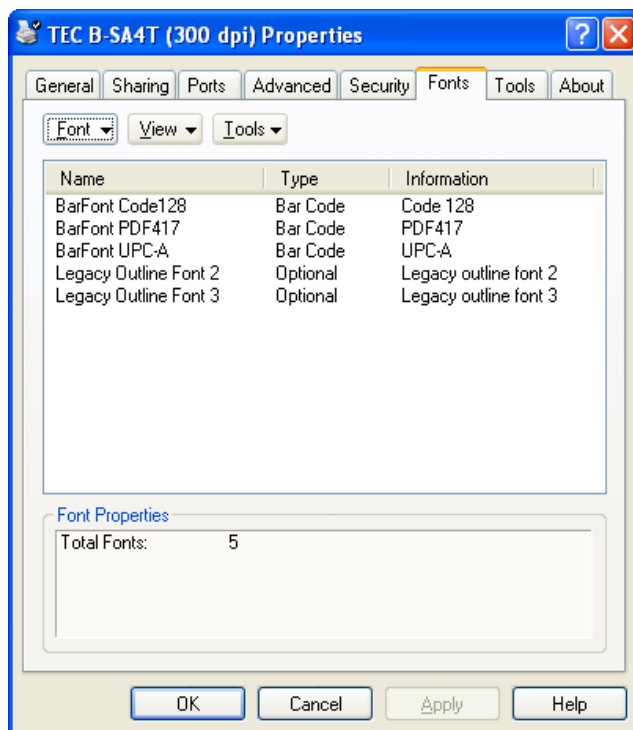 TEC B-SA4T (300 dpi) Properties
General Sharing Ports Advanced Security Fonts Tools About
Font View Tools
Name Type Information
BarFont Code128 Bar Code Code 128
BarFont PDF417 Bar Code PDF417
BarFont UPC-A Bar Code UPC-A
Legacy Outline Font 2 Optional Legacy outline font 2
Legacy Outline Font 3 Optional Legacy outline font 3
Font Properties
Total Fonts: 5
OK Cancel Apply Help